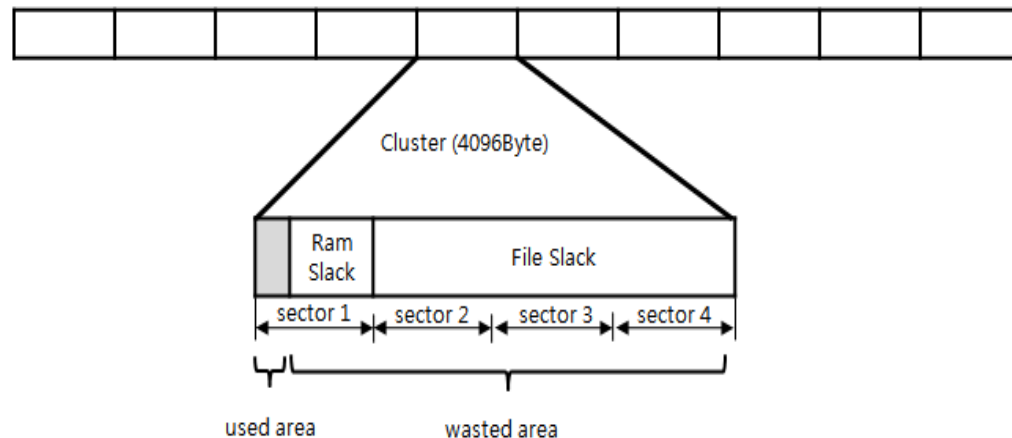 Cluster (4096Byte)
Ram
Slack
File Slack
sector 1
sector 2
sector 3
sector 4
used area
wasted area